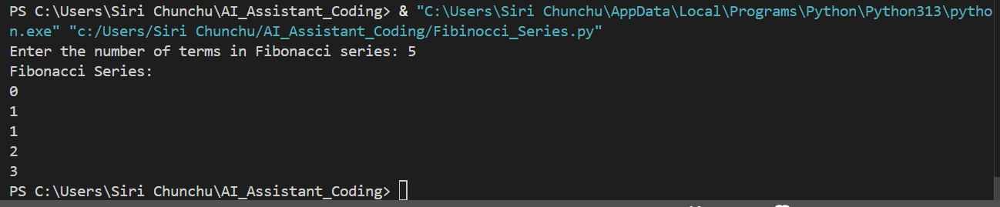 PS C:\Users\Siri Chunchu\AI_Assistant_Coding> & "C:\Users\Siri Chunchu\AppData\Local\Programs\Python\Python313\pytho
n.exe" "c:/Users/Siri Chunchu/AI_Assistant_Coding/Fibinocci_Series.py"
Enter the number of terms in Fibonacci series: 5
Fibonacci Series:
0
1
1
2
3
PS C:\Users\Siri Chunchu\AI_Assistant_Coding>